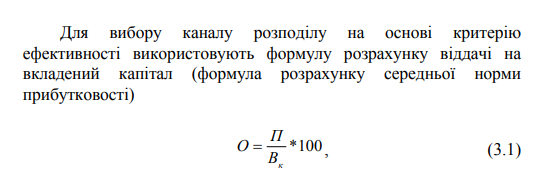 Для вибору каналу розподілу на основі критерію
ефективності використовують формулу розрахунку віддачі на
вкладений капітал (формула розрахунку середньої норми
прибутковості)
О = П / Вк *100, (3.1)